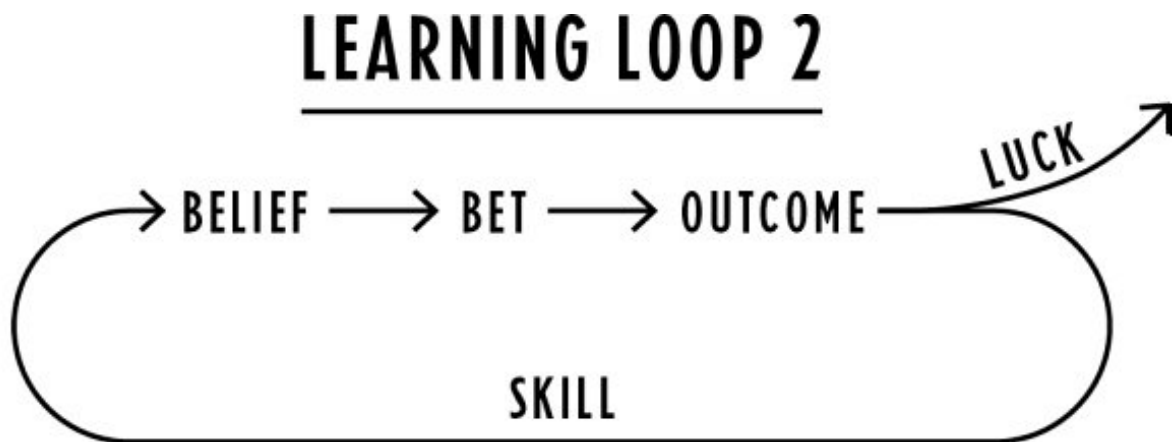 LEARNING LOOP 2
LUCK
BELIEF BET OUTCOME
SKILL